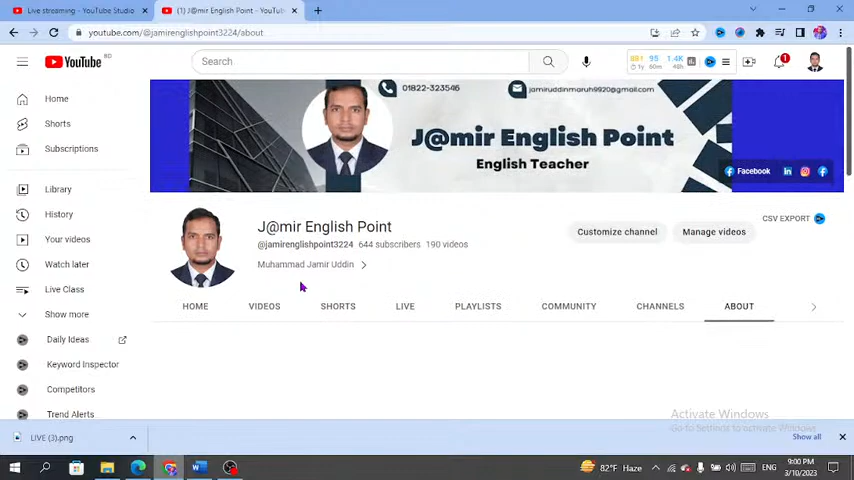 Live streaming - YouTube Studio
(1) J@mir English Point - YouTube
youtube.com/@jamirenglishpoint3224/about
YouTube BD
Search
1.4K
Home
Shorts
Subscriptions
Library
History
Your videos
Watch later
Live Class
Show more
Daily Ideas
Keyword Inspector
Competitors
Trend Alerts
01822-323546
jamiruddinmaruh9920@gmail.com
J@mir English Point
English Teacher
Facebook
J@mir English Point
@jamirenglishpoint3224 644 subscribers 190 videos
Muhammad Jamir Uddin
Customize channel
Manage videos
CSV EXPORT
HOME
VIDEOS
SHORTS
LIVE
PLAYLISTS
COMMUNITY
CHANNELS
ABOUT
Activate Windows
Go to Settings to activate Windows.
LIVE (3).png
Show all
82°F Haze
ENG
9:00 PM
3/10/2023